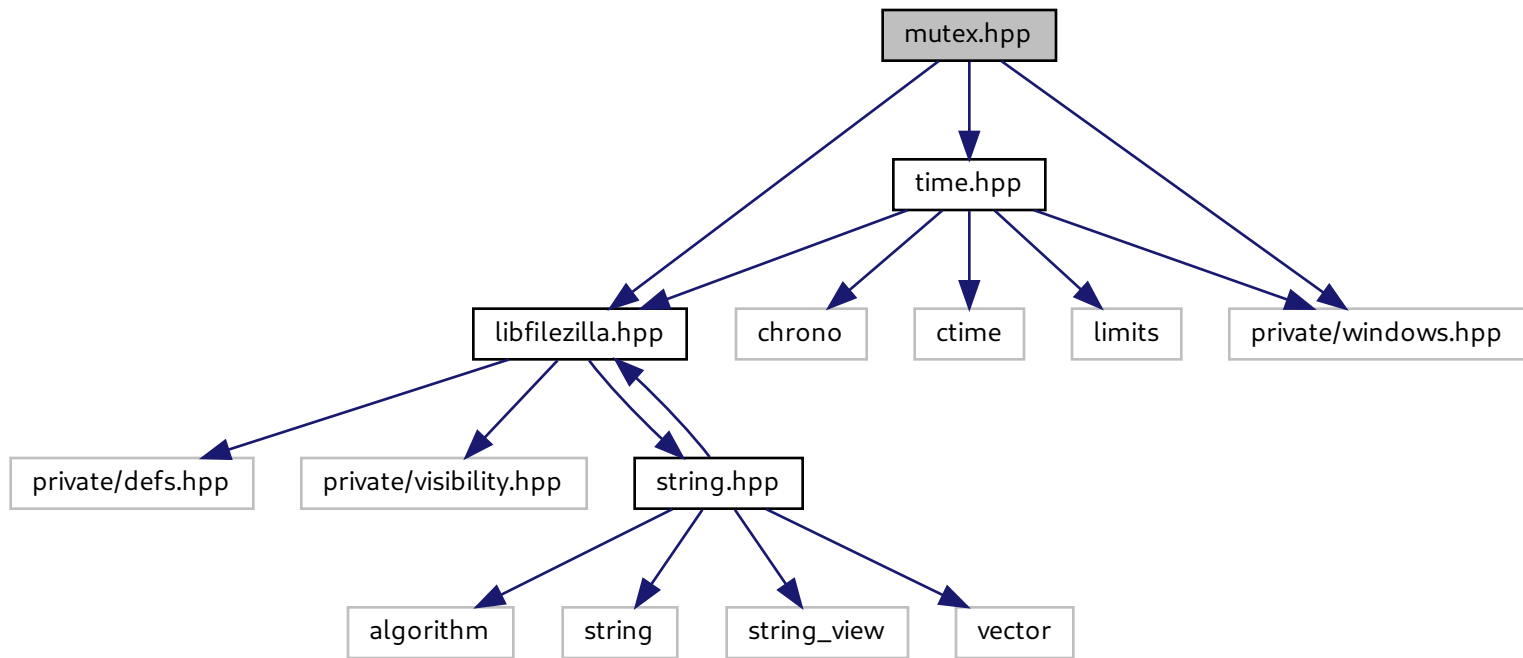 mutex.hpp
time.hpp
libfilezilla.hpp
chrono
ctime
limits
private/windows.hpp
private/defs.hpp
private/visibility.hpp
string.hpp
algorithm
string
string_view
vector